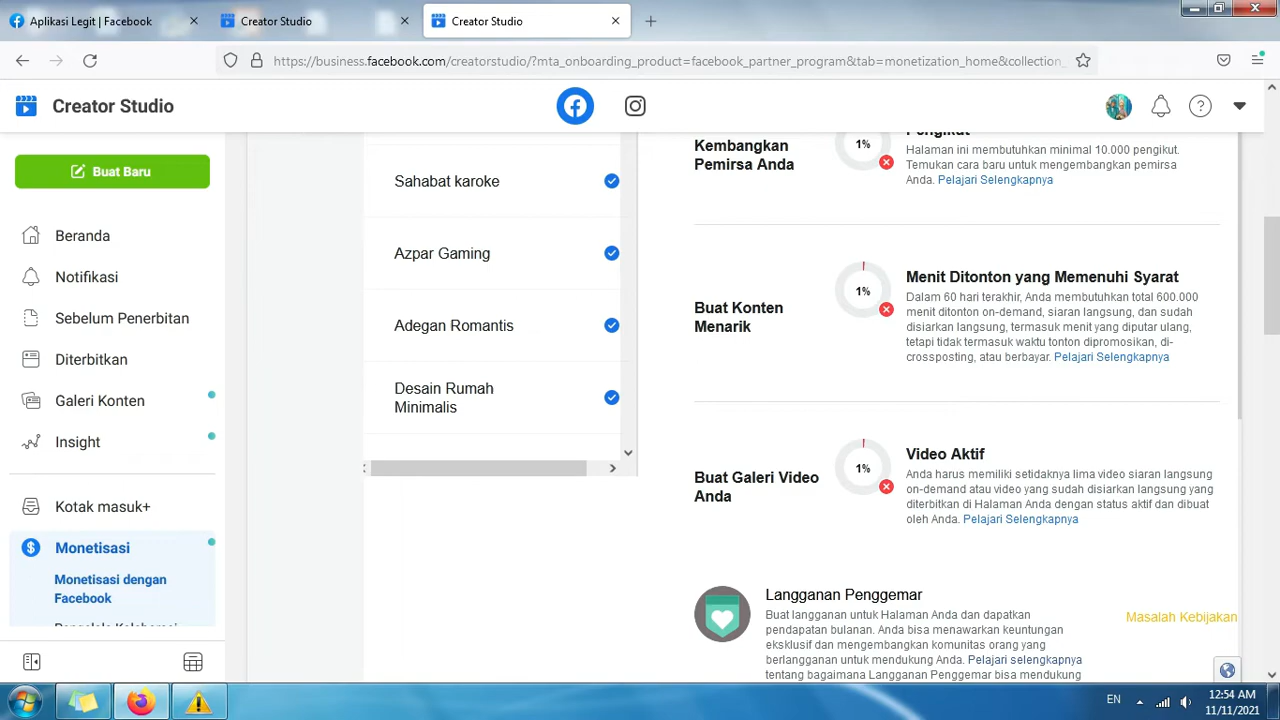 Aplikasi Legit | Facebook
Creator Studio
Creator Studio
https://business.facebook.com/creatorstudio/?mta_onboarding_product=facebook_partner_program&tab=monetization_home&collection_
Creator Studio
Buat Baru
Beranda
Notifikasi
Sebelum Penerbitan
Diterbitkan
Galeri Konten
Insight
Kotak masuk+
Monetisasi
Monetisasi dengan
Facebook
Sahabat karoke
Azpar Gaming
Adegan Romantis
Desain Rumah
Minimalis
Kembangkan
Pemirsa Anda
1%
Pengikut
Halaman ini membutuhkan minimal 10.000 pengikut.
Temukan cara baru untuk mengembangkan pemirsa
Anda. Pelajari Selengkapnya
Buat Konten
Menarik
1%
Menit Ditonton yang Memenuhi Syarat
Dalam 60 hari terakhir, Anda membutuhkan total 600.000
menit ditonton on-demand, siaran langsung, dan sudah
disiarkan langsung, termasuk menit yang diputar ulang,
tetapi tidak termasuk waktu tonton dipromosikan, di-
crossposting, atau berbayar. Pelajari Selengkapnya
Buat Galeri Video
Anda
1%
Video Aktif
Anda harus memiliki setidaknya lima video siaran langsung
on-demand atau video yang sudah disiarkan langsung yang
diterbitkan di Halaman Anda dengan status aktif dan dibuat
oleh Anda. Pelajari Selengkapnya
Langganan Penggemar
Buat langganan untuk Halaman Anda dan dapatkan
pendapatan bulanan. Anda bisa menawarkan keuntungan
eksklusif dan mengembangkan komunitas orang yang
berlangganan untuk mendukung Anda. Pelajari selengkapnya
tentang bagaimana Langganan Penggemar bisa mendukung
Masalah Kebijakan
EN
12:54 AM
11/11/2021